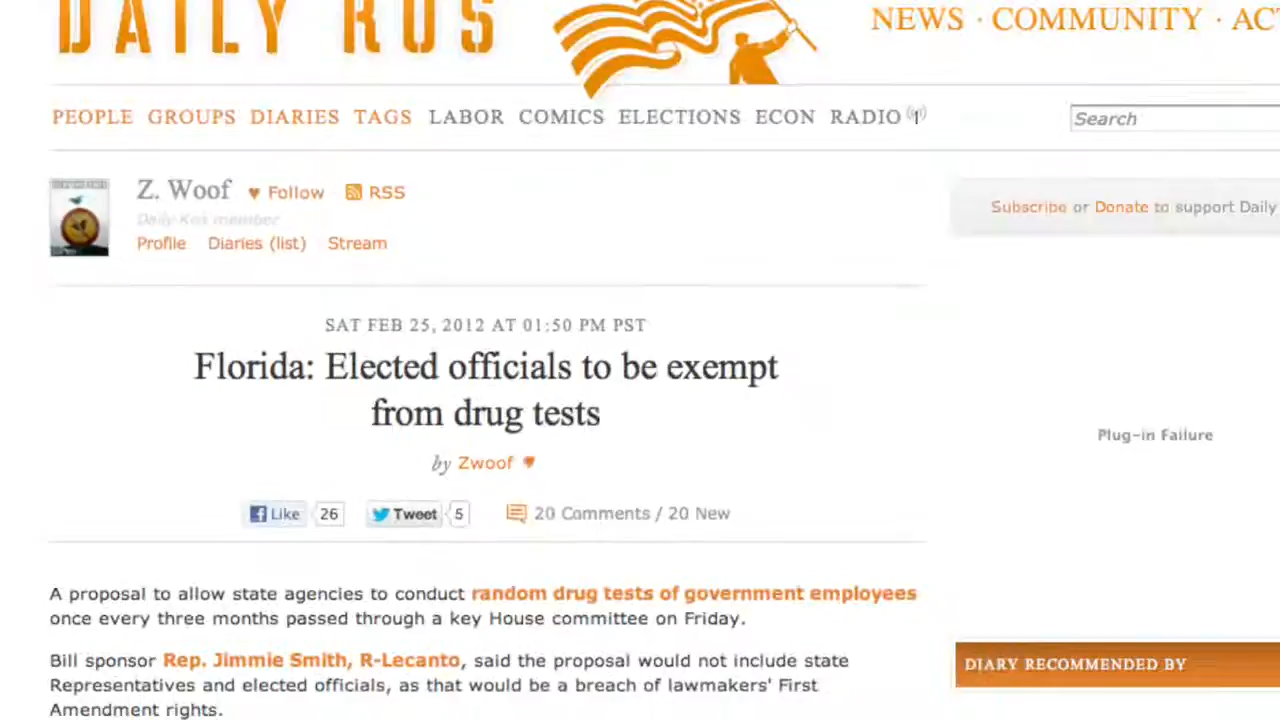 DAILY KOS
NEWS · COMMUNITY · ACT
PEOPLE GROUPS DIARIES TAGS LABOR COMICS ELECTIONS ECON RADIO
Search
Z. Woof ♥ Follow RSS
Daily Kos member
Profile Diaries (list) Stream
Subscribe or Donate to support Daily
SAT FEB 25, 2012 AT 01:50 PM PST
Florida: Elected officials to be exempt
from drug tests
by Zwoof
Like 26 Tweet 5 20 Comments / 20 New
Plug-in Failure
A proposal to allow state agencies to conduct random drug tests of government employees
once every three months passed through a key House committee on Friday.
Bill sponsor Rep. Jimmie Smith, R-Lecanto, said the proposal would not include state
Representatives and elected officials, as that would be a breach of lawmakers' First
Amendment rights.
DIARY RECOMMENDED BY